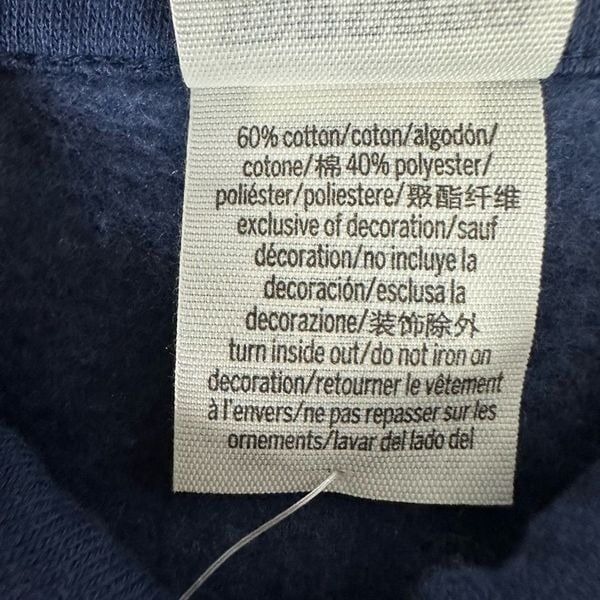 60% cotton/coton/algodón/
cotone/棉 40% polyester/
poliéster/poliestere/聚酯纤维
exclusive of decoration/sauf
décoration/no incluye la
decoración/esclusa la
decorazione/装饰除外
turn inside out/do not iron on
decoration/retourner le vêtement
à l'envers/ne pas repasser sur les
ornements/lavar del lado del